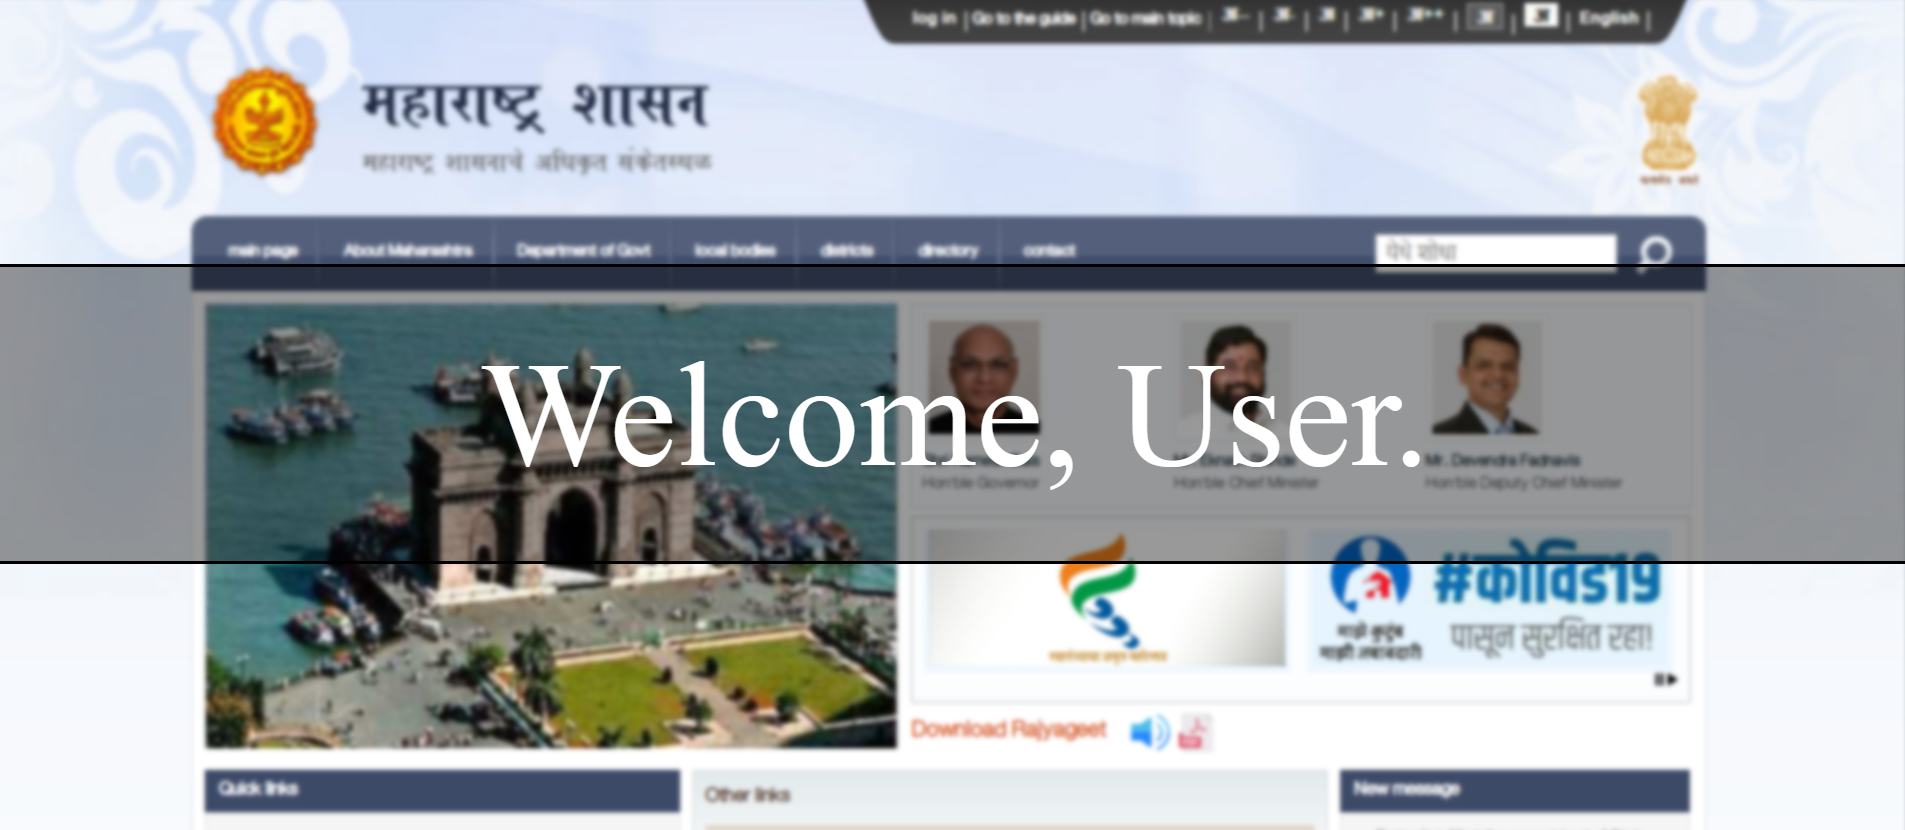 log in | Go to the guide | Go to main topic | अ-- | अ- | अ | अ+ | अ++ | अ | अ | English |
महाराष्ट्र शासन
महाराष्ट्र शासनाचे अधिकृत संकेतस्थळ
main page
About Maharashtra
Department of Govt
local bodies
districts
directory
contact
येथे शोधा
Welcome, User.
Mr. Devendra Fadnavis
Hon'ble Governor
Hon'ble Chief Minister
Hon'ble Deputy Chief Minister
#कोविड19
पासून सुरक्षित रहा!
माझे कुटुंब
माझी जबाबदारी
Download Rajyageet
Quick links
Other links
New message